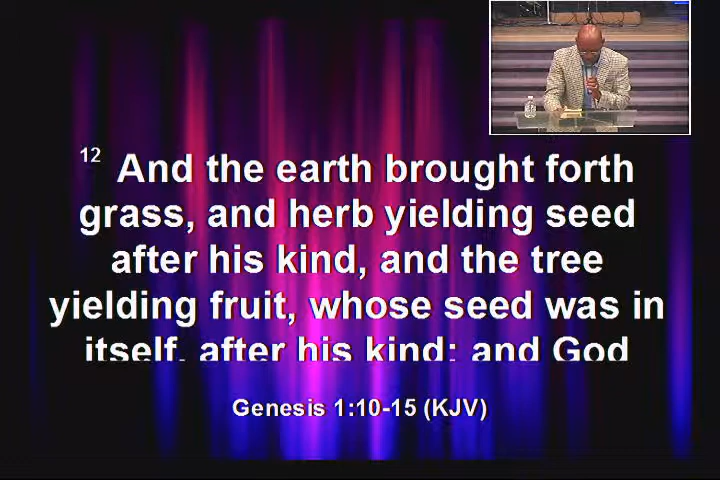 12 And the earth brought forth
grass, and herb yielding seed
after his kind, and the tree
yielding fruit, whose seed was in
itself, after his kind: and God
Genesis 1:10-15 (KJV)